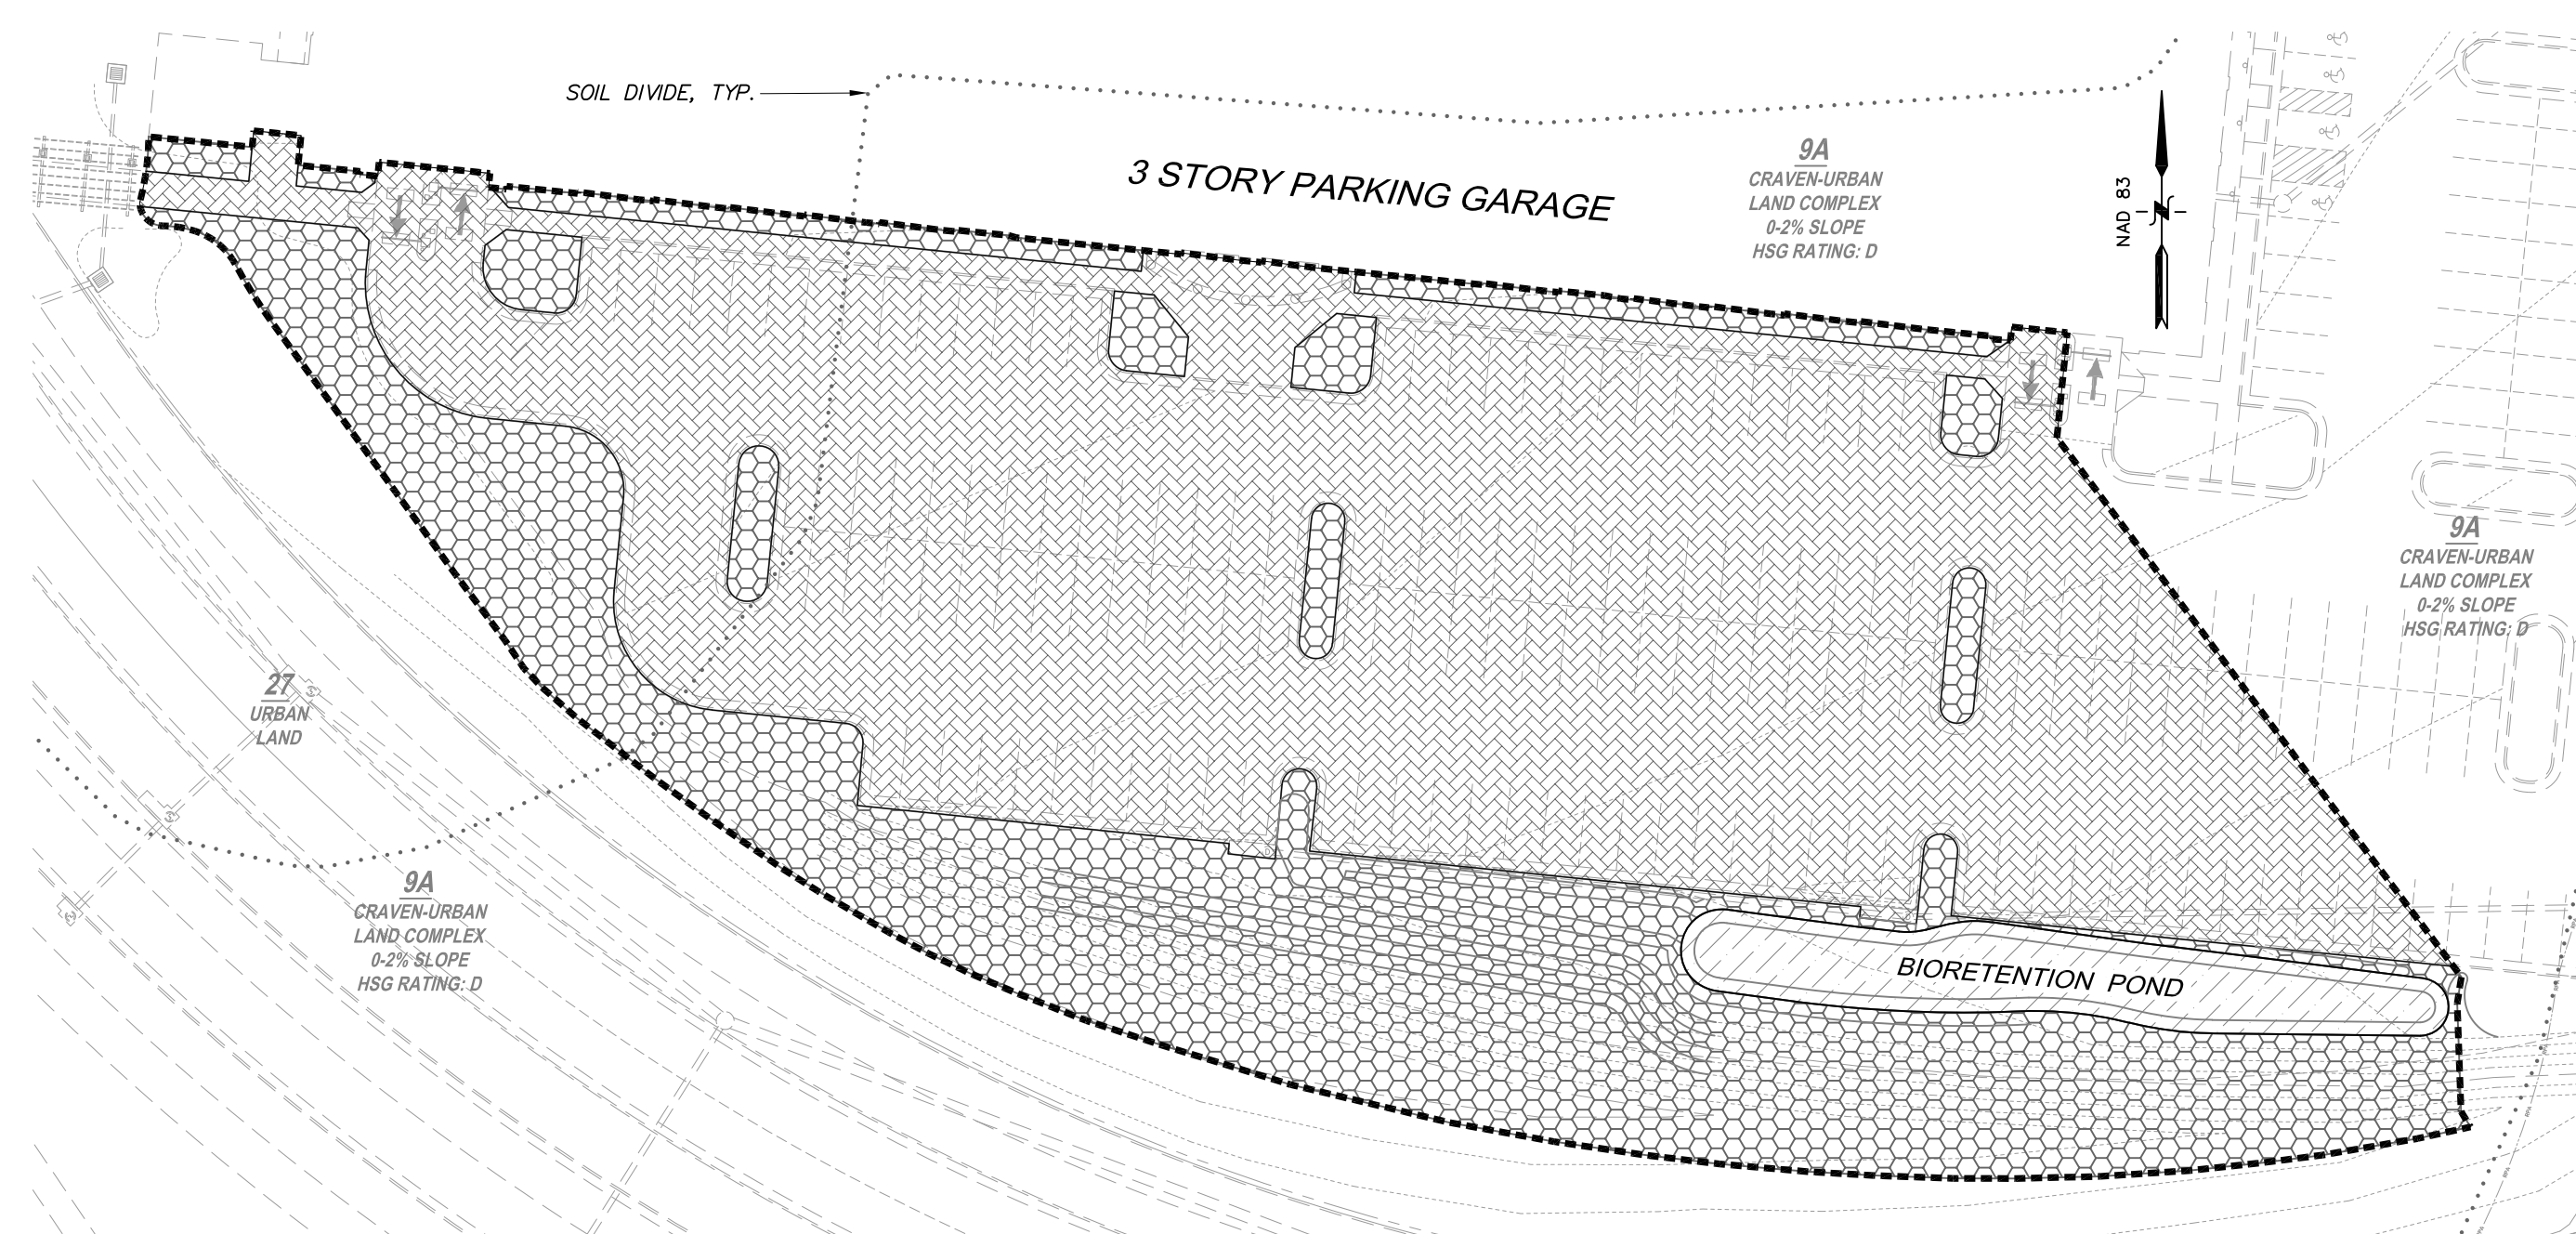 SOIL DIVIDE, TYP.
3 STORY PARKING GARAGE
9A
CRAVEN-URBAN
LAND COMPLEX
0-2% SLOPE
HSG RATING: D
NAD 83
9A
CRAVEN-URBAN
LAND COMPLEX
0-2% SLOPE
HSG RATING: D
27
URBAN
LAND
9A
CRAVEN-URBAN
LAND COMPLEX
0-2% SLOPE
HSG RATING: D
BIORETENTION POND